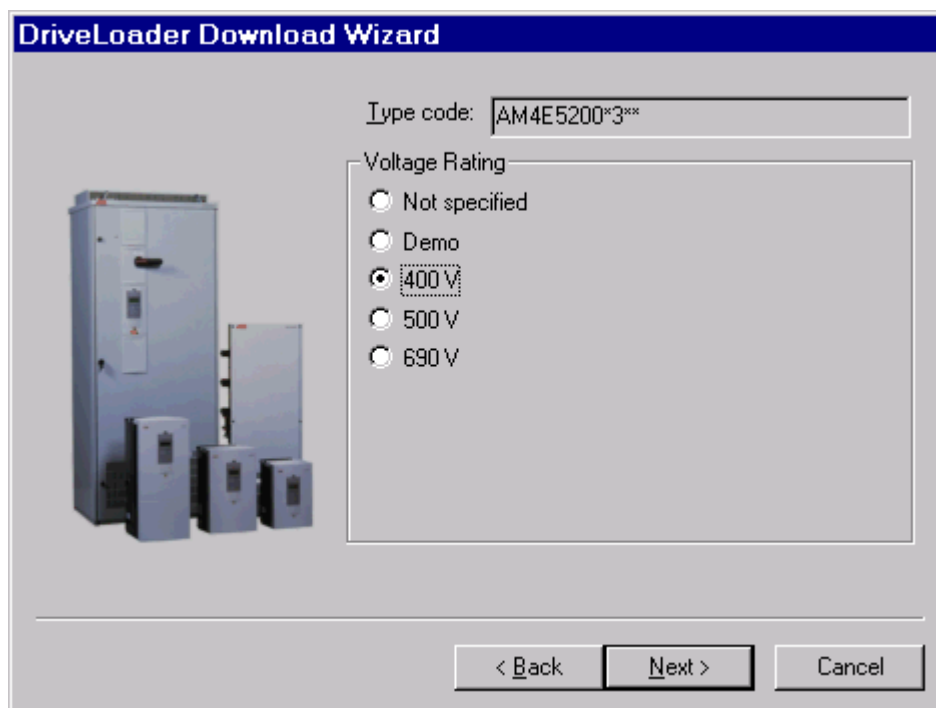 DriveLoader Download Wizard
Type code: AM4E5200*3**
Voltage Rating
Not specified
Demo
400 V
500 V
690 V
< Back Next > Cancel